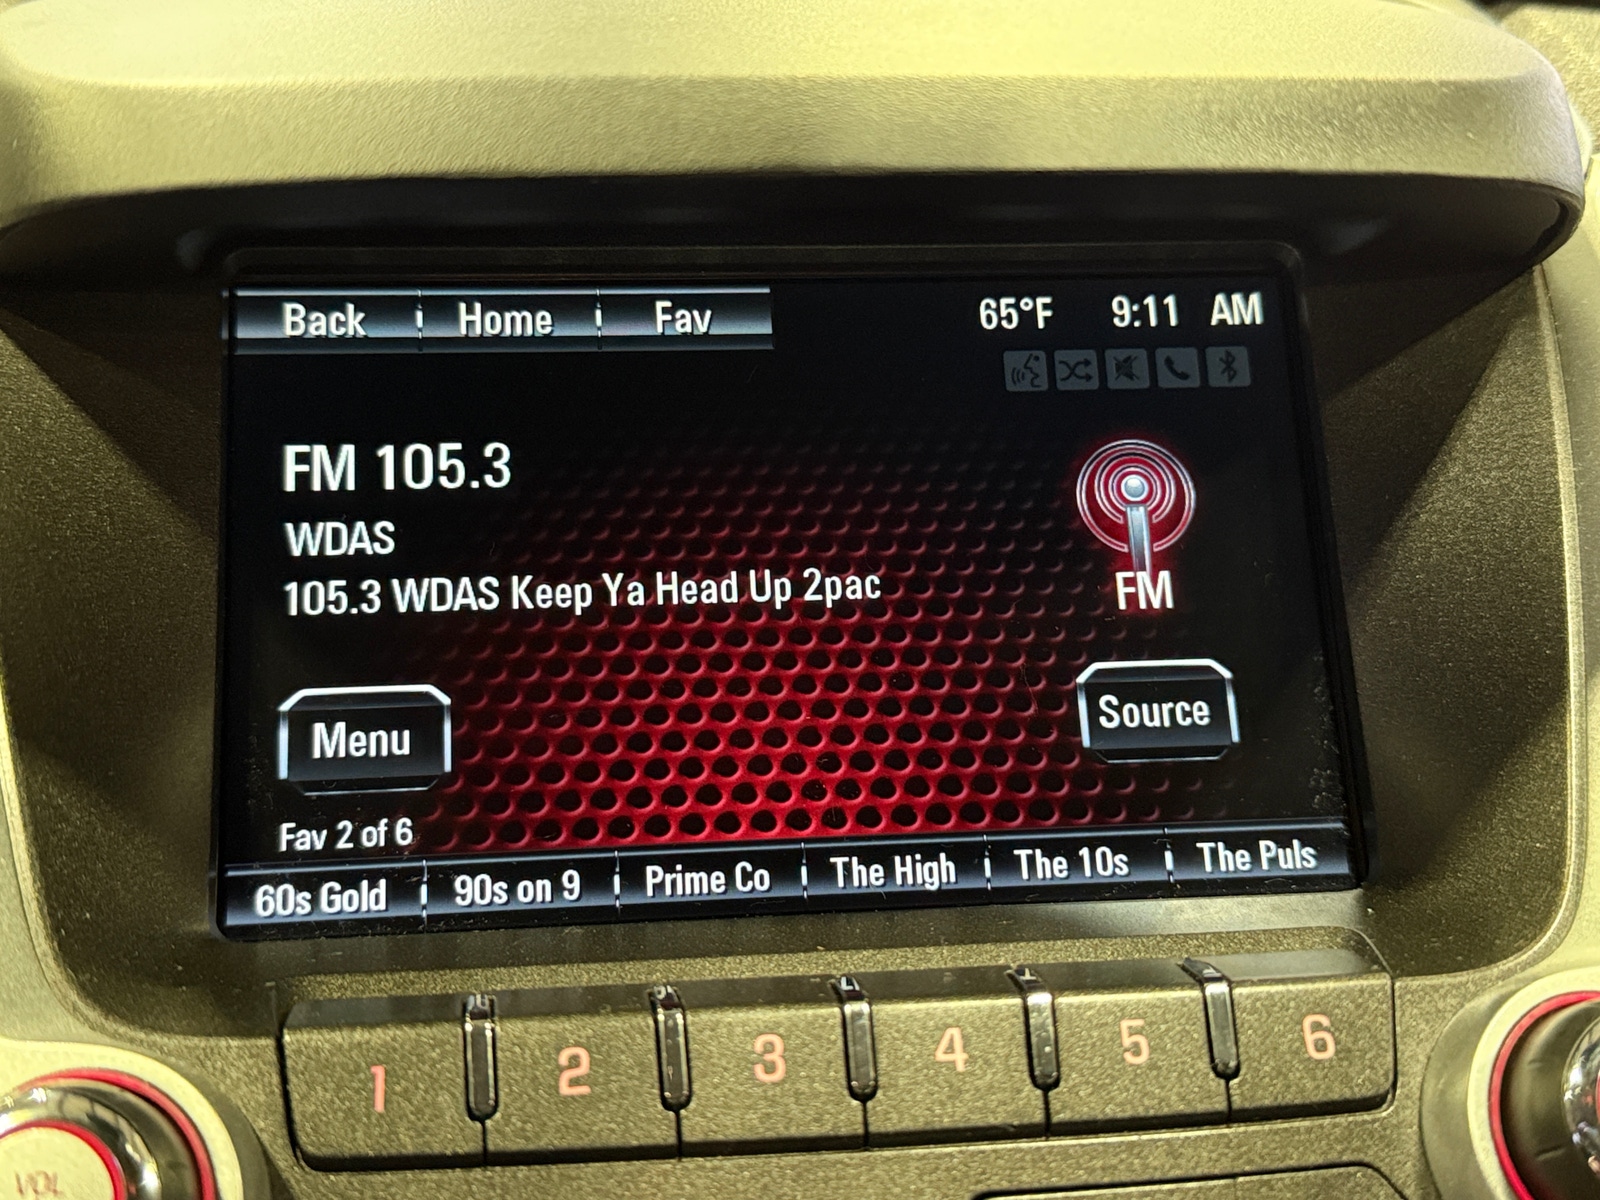 Back Home Fav 65°F 9:11 AM
FM 105.3
WDAS
105.3 WDAS Keep Ya Head Up 2pac
FM
Menu
Source
Fav 2 of 6
60s Gold 90s on 9 Prime Co The High The 10s The Puls
1 2 3 4 5 6
VOL